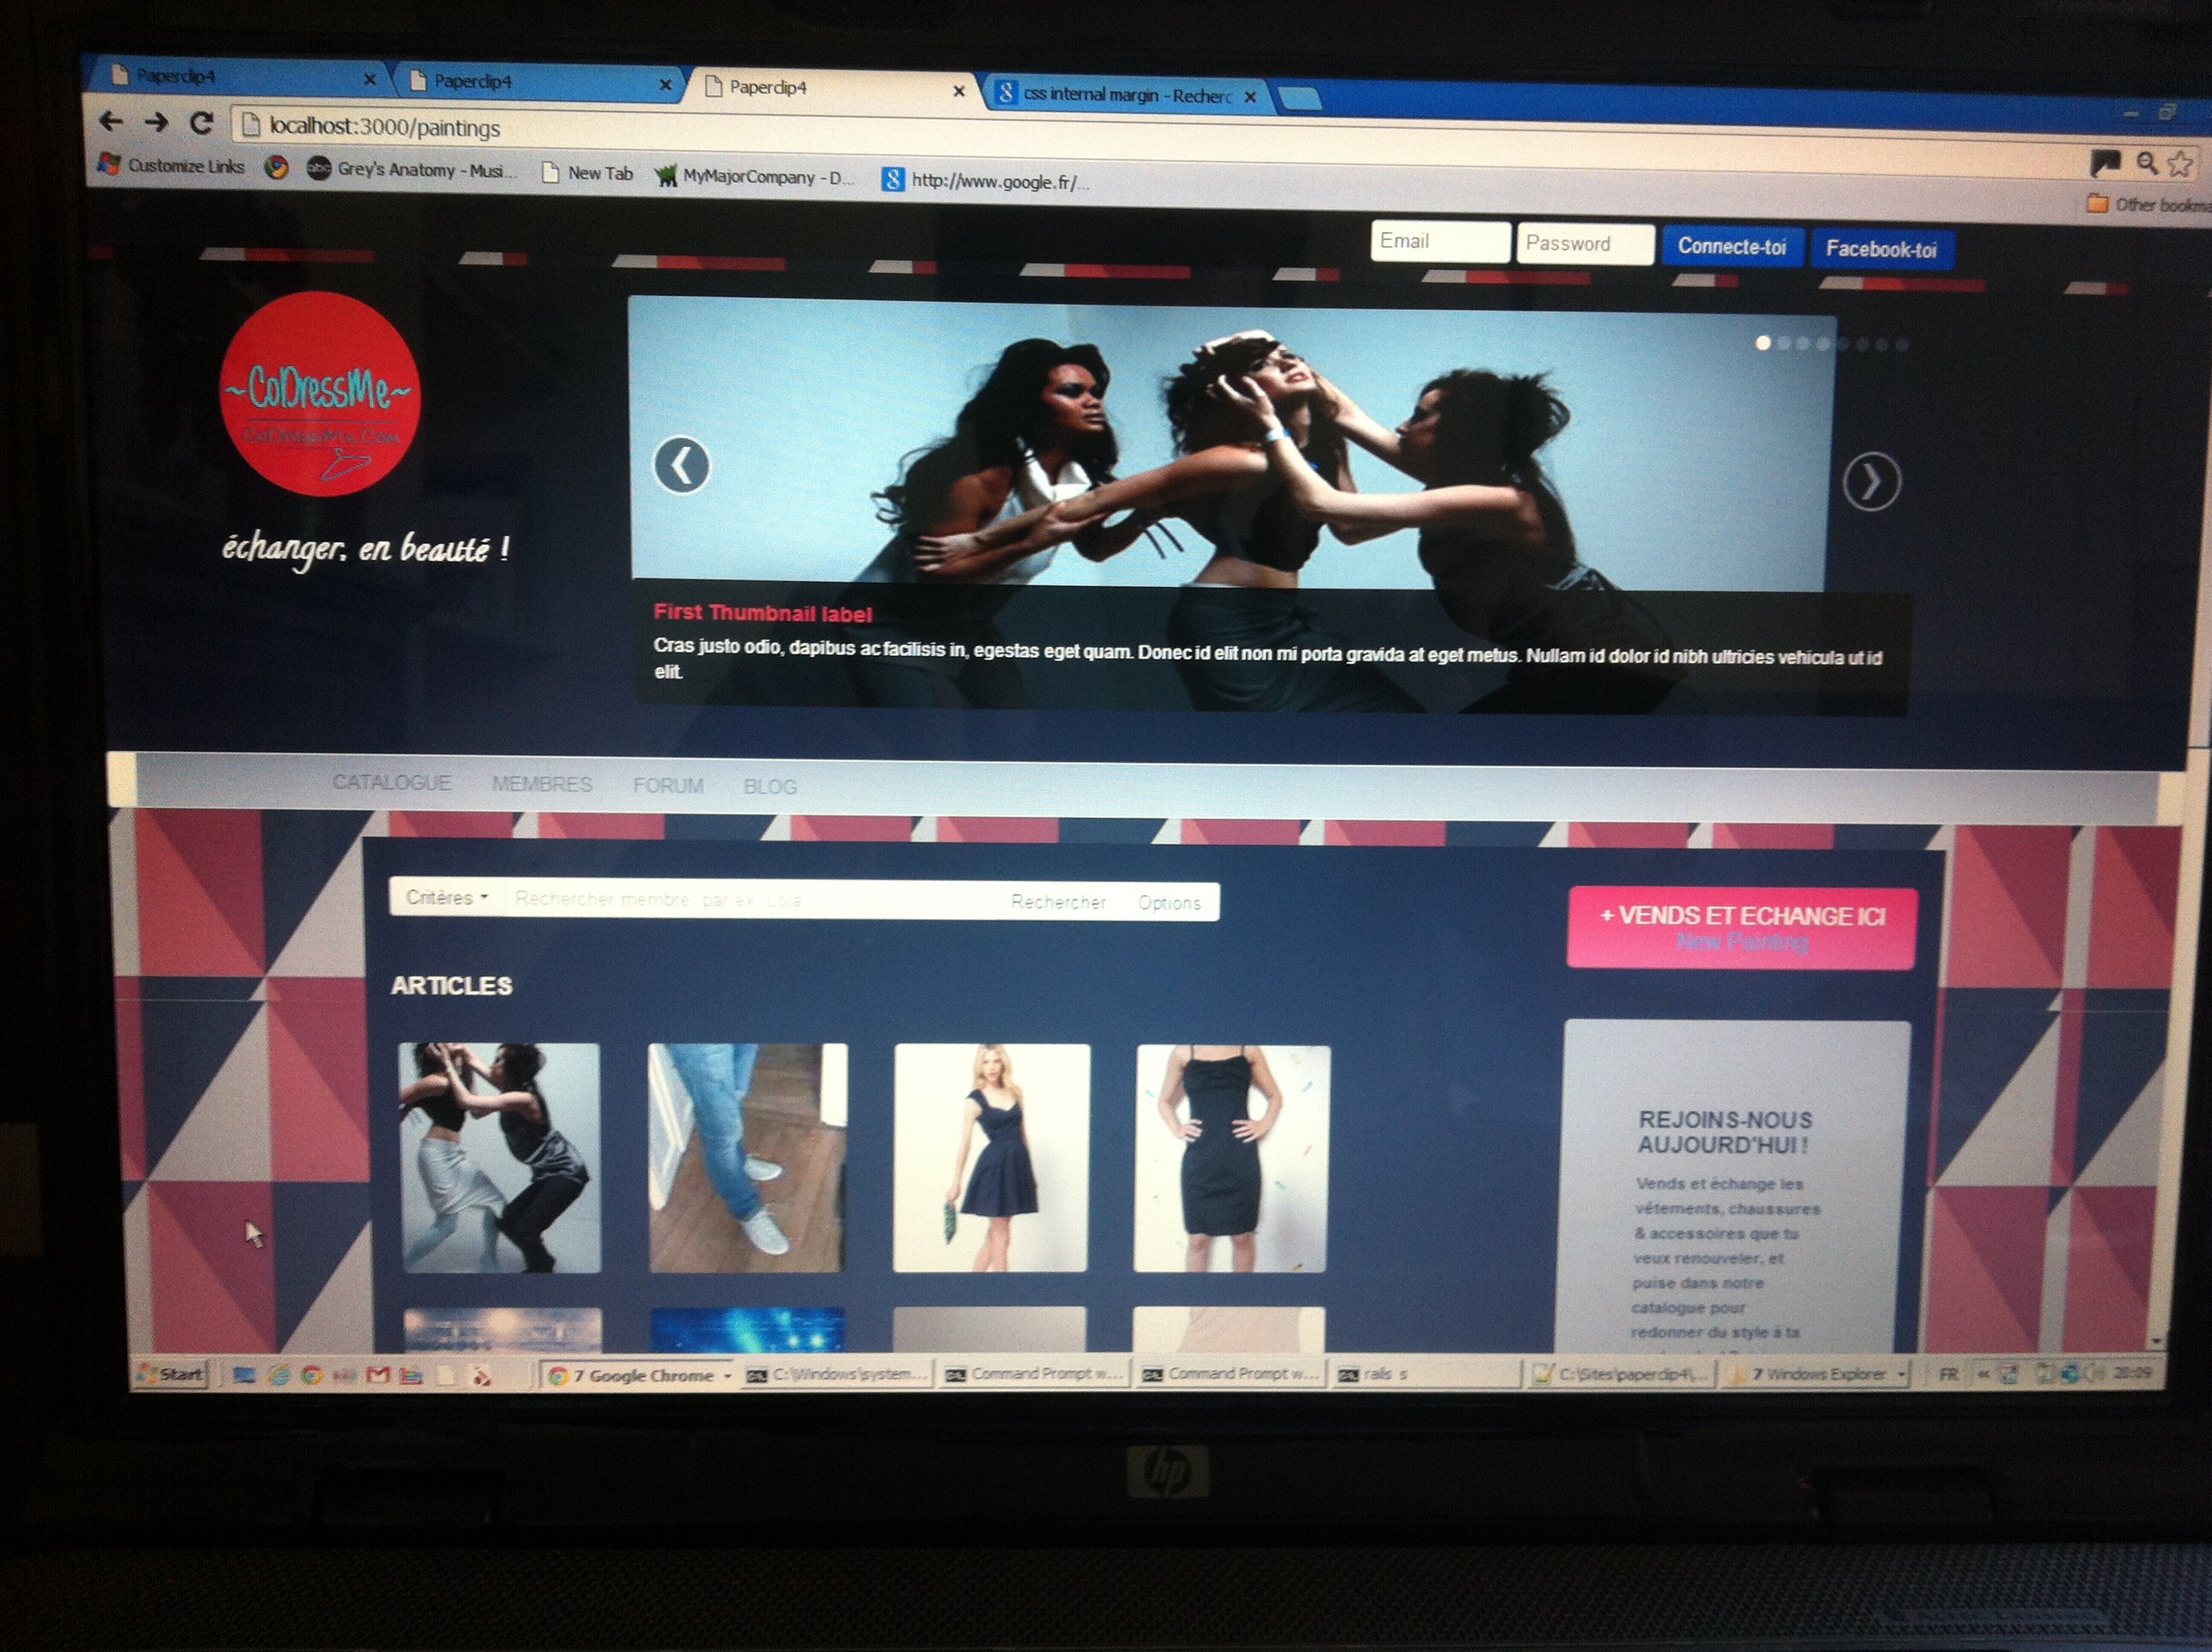 Paperclip4
Paperclip4
Paperclip4
css internal margin - Recherc
localhost:3000/paintings
Customize Links
abc
Grey's Anatomy - Musi...
New Tab
MyMajorCompany - D...
http://www.google.fr/...
Other bookma
Email
Password
Connecte-toi
Facebook-toi
~CoDressMe~
CoDressMe.Com
échanger, en beauté !
First Thumbnail label
Cras justo odio, dapibus ac facilisis in, egestas eget quam. Donec id elit non mi porta gravida at eget metus. Nullam id dolor id nibh ultricies vehicula ut id
elit.
CATALOGUE
MEMBRES
FORUM
BLOG
Critères
Rechercher membre par ex Lola
Rechercher
Options
+ VENDS ET ECHANGE ICI
New Painting
ARTICLES
REJOINS-NOUS
AUJOURD'HUI !
Vends et échange les
vêtements, chaussures
& accessoires que tu
veux renouveler, et
puise dans notre
catalogue pour
redonner du style à ta
Start
7 Google Chrome
C:\Windows\system...
Command Prompt w...
Command Prompt w...
rails s
C:\Sites\paperclip4\...
7 Windows Explorer
FR
20:09
hp